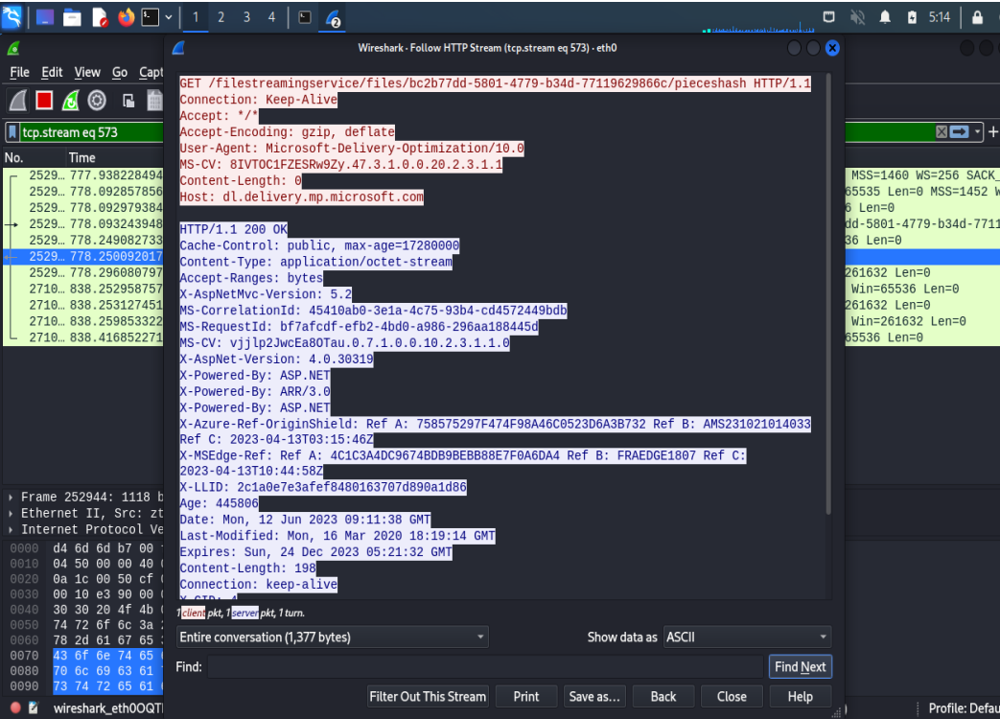 1 2 3 4 5:14
Wireshark · Follow HTTP Stream (tcp.stream eq 573) · eth0
File Edit View Go Capt
tcp.stream eq 573
No. Time
2529… 777.938228494 MSS=1460 WS=256 SACK_
2529… 778.092857856 65535 Len=0 MSS=1452 W
2529… 778.092979384 6 Len=0
2529… 778.093243948 dd-5801-4779-b34d-7711
2529… 778.249082733 36 Len=0
2529… 778.250092017
2529… 778.296080797 261632 Len=0
2710… 838.252958757 Win=65536 Len=0
2710… 838.253127451 261632 Len=0
2710… 838.259853322 Win=261632 Len=0
2710… 838.416852271 65536 Len=0
GET /filestreamingservice/files/bc2b77dd-5801-4779-b34d-77119629866c/pieceshash HTTP/1.1
Connection: Keep-Alive
Accept: */*
Accept-Encoding: gzip, deflate
User-Agent: Microsoft-Delivery-Optimization/10.0
MS-CV: 8IVTOC1FZESRw9Zy.47.3.1.0.0.20.2.3.1.1
Content-Length: 0
Host: dl.delivery.mp.microsoft.com
HTTP/1.1 200 OK
Cache-Control: public, max-age=17280000
Content-Type: application/octet-stream
Accept-Ranges: bytes
X-AspNetMvc-Version: 5.2
MS-CorrelationId: 45410ab0-3e1a-4c75-93b4-cd4572449bdb
MS-RequestId: bf7afcdf-efb2-4bd0-a986-296aa188445d
MS-CV: vjjlp2JwcEa8OTau.0.7.1.0.0.10.2.3.1.1.0
X-AspNet-Version: 4.0.30319
X-Powered-By: ASP.NET
X-Powered-By: ARR/3.0
X-Powered-By: ASP.NET
X-Azure-Ref-OriginShield: Ref A: 758575297F474F98A46C0523D6A3B732 Ref B: AMS231021014033
Ref C: 2023-04-13T03:15:46Z
X-MSEdge-Ref: Ref A: 4C1C3A4DC9674BDB9BEBB88E7F0A6DA4 Ref B: FRAEDGE1807 Ref C:
2023-04-13T10:44:58Z
X-LLID: 2c1a0e7e3afef8480163707d890a1d86
Age: 445806
Date: Mon, 12 Jun 2023 09:11:38 GMT
Last-Modified: Mon, 16 Mar 2020 18:19:14 GMT
Expires: Sun, 24 Dec 2023 05:21:32 GMT
Content-Length: 198
Connection: keep-alive
Frame 252944: 1118 b
Ethernet II, Src: zt
Internet Protocol Ve
0000 d4 6d 6d b7 00
0010 04 50 00 00 40
0020 0a 1c 00 50 cf
0030 00 10 e3 90 00
0040 30 30 20 4f 4b
0050 74 72 6f 6c 3a
0060 78 2d 61 67 65
0070 43 6f 6e 74 65
0080 70 6c 69 63 61
0090 73 74 72 65 61
1 client pkt, 1 server pkt, 1 turn.
Entire conversation (1,377 bytes) Show data as ASCII
Find: Find Next
Filter Out This Stream Print Save as… Back Close Help
wireshark_eth0OQT Profile: Defau